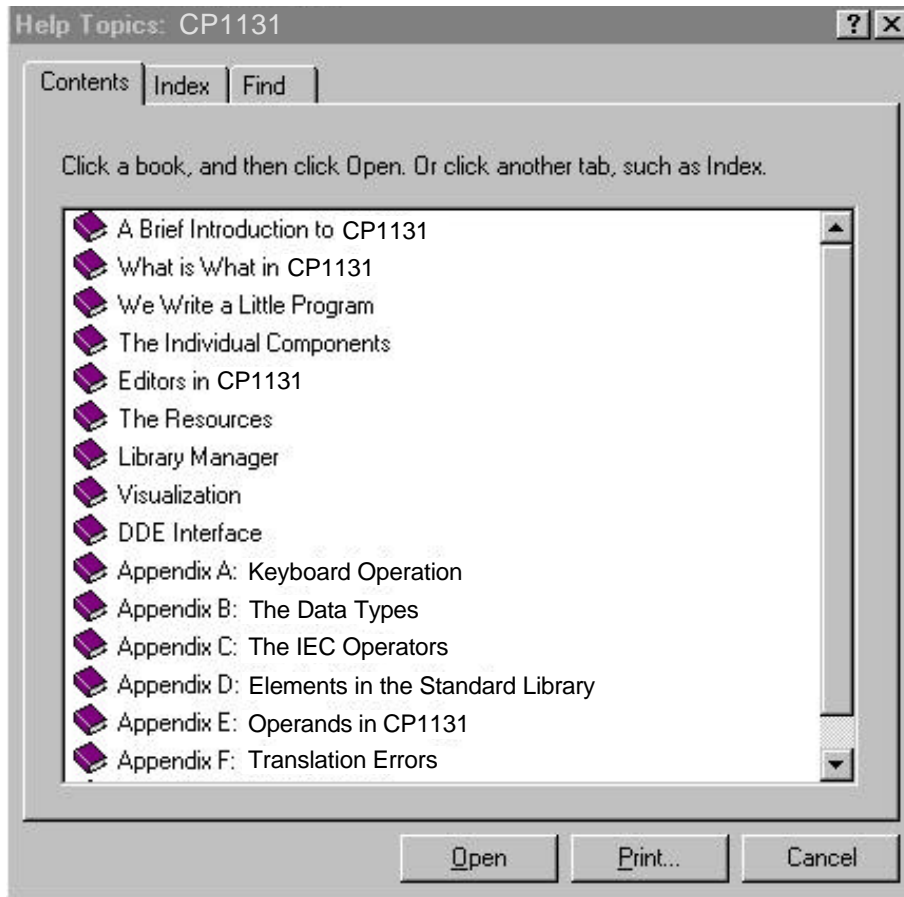 Help Topics: CP1131
Contents Index Find
Click a book, and then click Open. Or click another tab, such as Index.
A Brief Introduction to CP1131
What is What in CP1131
We Write a Little Program
The Individual Components
Editors in CP1131
The Resources
Library Manager
Visualization
DDE Interface
Appendix A: Keyboard Operation
Appendix B: The Data Types
Appendix C: The IEC Operators
Appendix D: Elements in the Standard Library
Appendix E: Operands in CP1131
Appendix F: Translation Errors
Open Print... Cancel